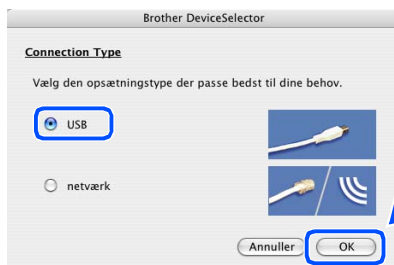 Brother DeviceSelector
Connection Type
Vælg den opsætningstype der passe bedst til dine behov.
USB
netværk
Annuller
OK